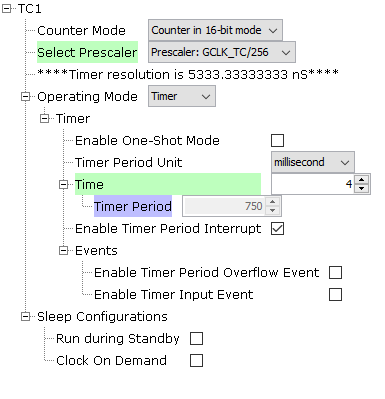 TC1
Counter Mode Counter in 16-bit mode
Select Prescaler Prescaler: GCLK_TC/256
****Timer resolution is 5333.33333333 nS****
Operating Mode Timer
Timer
Enable One-Shot Mode
Timer Period Unit millisecond
Time 4
Timer Period 750
Enable Timer Period Interrupt
Events
Enable Timer Period Overflow Event
Enable Timer Input Event
Sleep Configurations
Run during Standby
Clock On Demand